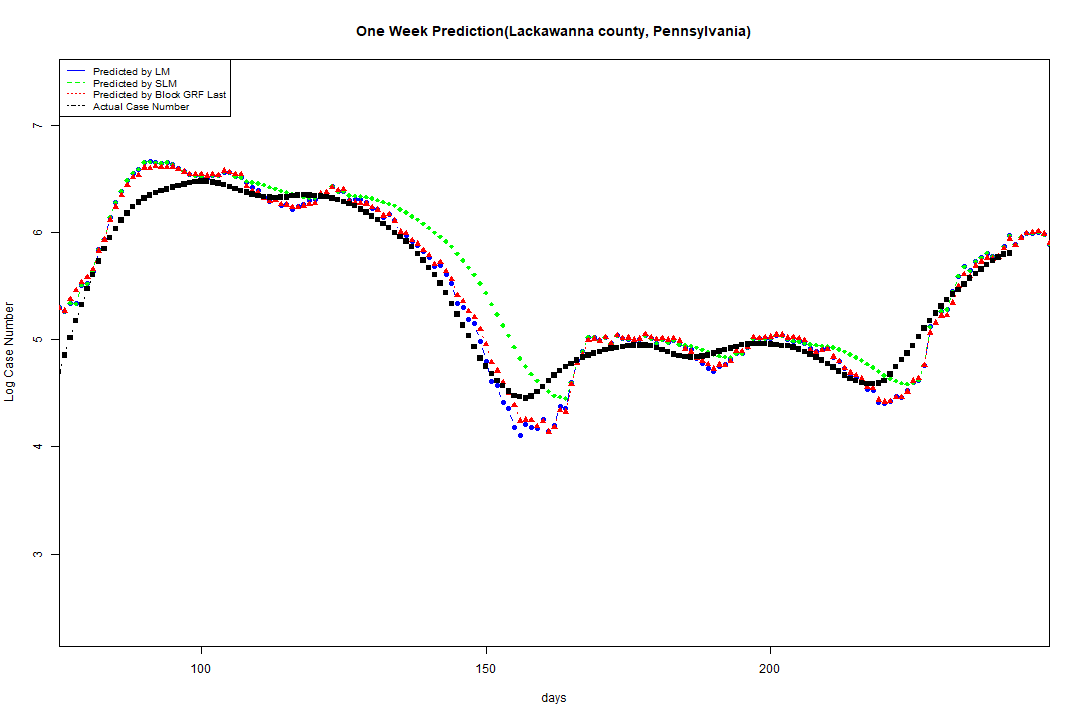 One Week Prediction(Lackawanna county, Pennsylvania)
Predicted by LM
Predicted by SLM
Predicted by Block GRF Last
Actual Case Number
7
6
5
4
3
Log Case Number
100 150 200
days